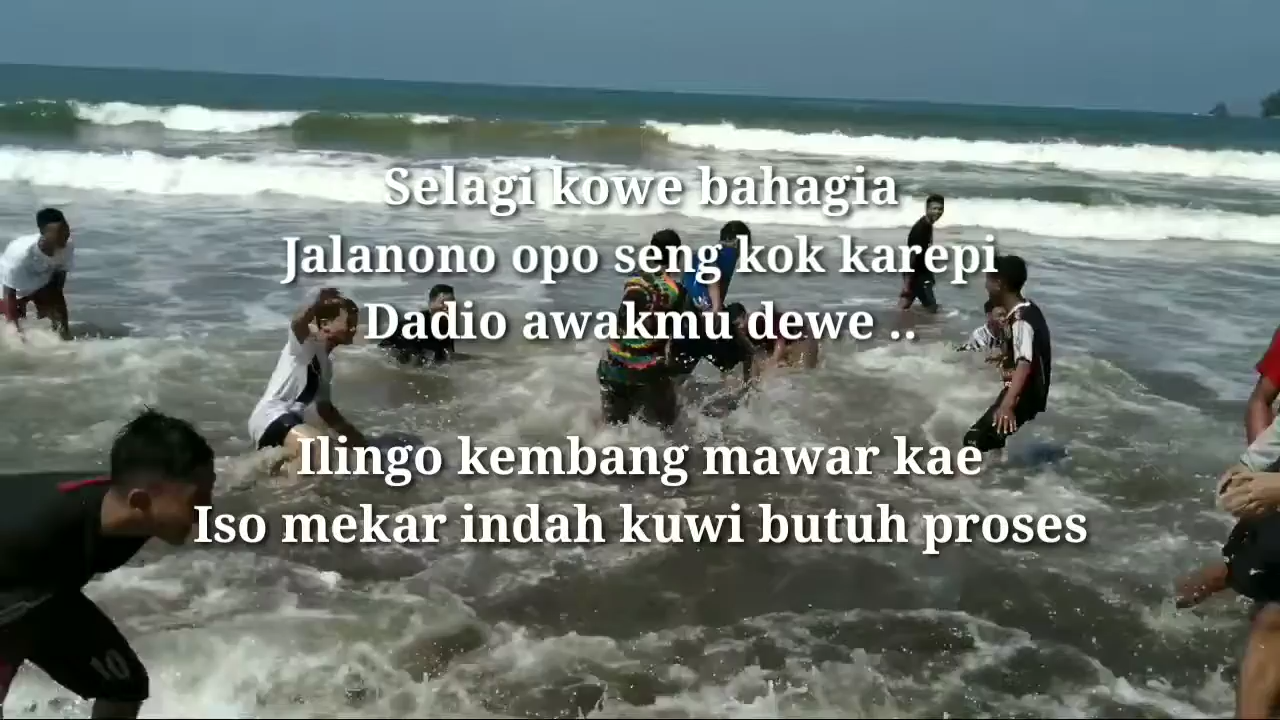 Selagi kowe bahagia
Jalanono opo seng kok karepi
Dadio awakmu dewe ..
Ilingo kembang mawar kae
Iso mekar indah kuwi butuh proses
10